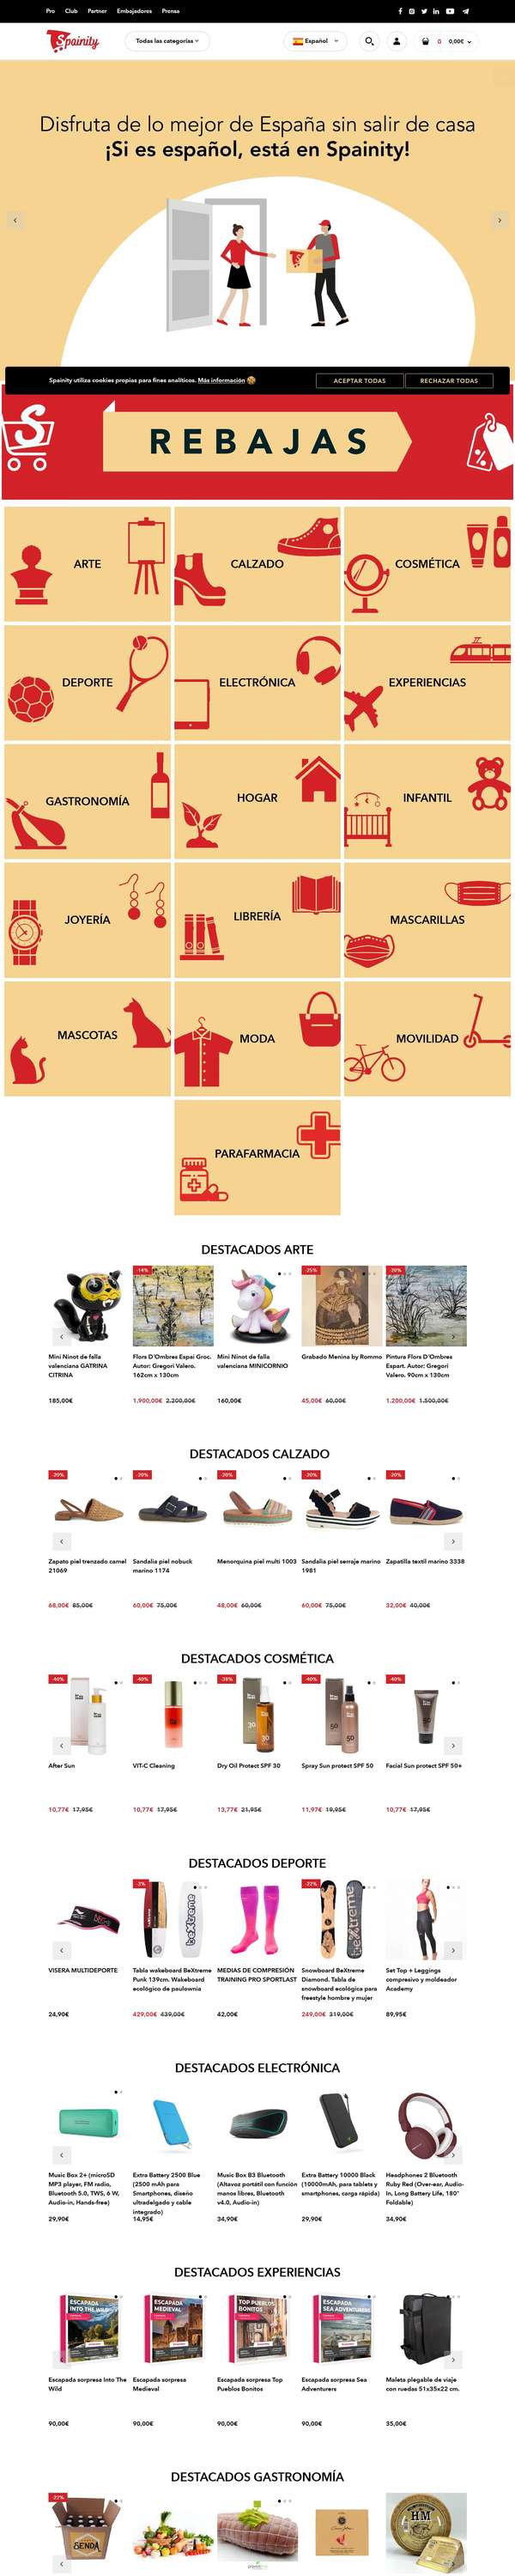 Pro Club Partner Embajadores Prensa
Spainity
Todas las categorías
Español
0 0,00€
Disfruta de lo mejor de España sin salir de casa
¡Si es español, está en Spainity!
Spainity utiliza cookies propias para fines analíticos. Más información
ACEPTAR TODAS RECHAZAR TODAS
REBAJAS
ARTE CALZADO COSMÉTICA
DEPORTE ELECTRÓNICA EXPERIENCIAS
GASTRONOMÍA HOGAR INFANTIL
JOYERÍA LIBRERÍA MASCARILLAS
MASCOTAS MODA MOVILIDAD
PARAFARMACIA
DESTACADOS ARTE
-14% -25% -20%
Mini Ninot de falla valenciana GATRINA CITRINA
185,00€
Flors D'Ombres Espai Groc. Autor: Gregori Valero. 162cm x 130cm
1.900,00€ 2.200,00€
Mini Ninot de falla valenciana MINICORNIO
160,00€
Grabado Menina by Rommo
45,00€ 60,00€
Pintura Flors D'Ombres Espart. Autor: Gregori Valero. 90cm x 130cm
1.200,00€ 1.500,00€
DESTACADOS CALZADO
-20% -20% -20% -20% -20%
Zapato piel trenzado camel 21069
68,00€ 85,00€
Sandalia piel nobuck marino 1174
60,00€ 75,00€
Menorquina piel multi 1003
48,00€ 60,00€
Sandalia piel serraje marino 1981
60,00€ 75,00€
Zapatilla textil marino 3338
32,00€ 40,00€
DESTACADOS COSMÉTICA
-40% -40% -38% -40% -40%
After Sun
10,77€ 17,95€
VIT-C Cleaning
10,77€ 17,95€
Dry Oil Protect SPF 30
13,77€ 21,95€
Spray Sun protect SPF 50
11,97€ 19,95€
Facial Sun protect SPF 50+
10,77€ 17,95€
DESTACADOS DEPORTE
-3% -22%
VISERA MULTIDEPORTE
24,90€
Tabla wakeboard BeXtreme Punk 139cm. Wakeboard ecológico de paulownia
429,00€ 439,00€
MEDIAS DE COMPRESIÓN TRAINING PRO SPORTLAST
42,00€
Snowboard BeXtreme Diamond. Tabla de snowboard ecológica para freestyle hombre y mujer
249,00€ 319,00€
Set Top + Leggings compresivo y moldeador Academy
89,95€
DESTACADOS ELECTRÓNICA
Music Box 2+ (microSD MP3 player, FM radio, Bluetooth 5.0, TWS, 6 W, Audio-in, Hands-free)
29,90€
Extra Battery 2500 Blue (2500 mAh para Smartphones, diseño ultradelgado y cable integrado)
14,95€
Music Box B3 Bluetooth (Altavoz portátil con función manos libres, Bluetooth v4.0, Audio-in)
34,90€
Extra Battery 10000 Black (10000mAh, para tablets y smartphones, carga rápida)
29,90€
Headphones 2 Bluetooth Ruby Red (Over-ear, Audio-In, Long Battery Life, 180° Foldable)
34,90€
DESTACADOS EXPERIENCIAS
ESCAPADA INTO THE WILD
ESCAPADA MEDIEVAL
TOP PUEBLOS BONITOS
ESCAPADA SEA ADVENTURERS
Escapada sorpresa Into The Wild
90,00€
Escapada sorpresa Medieval
90,00€
Escapada sorpresa Top Pueblos Bonitos
90,00€
Escapada sorpresa Sea Adventurers
90,00€
Maleta plegable de viaje con ruedas 51x35x22 cm.
35,00€
DESTACADOS GASTRONOMÍA
-22%
SENDA
HM